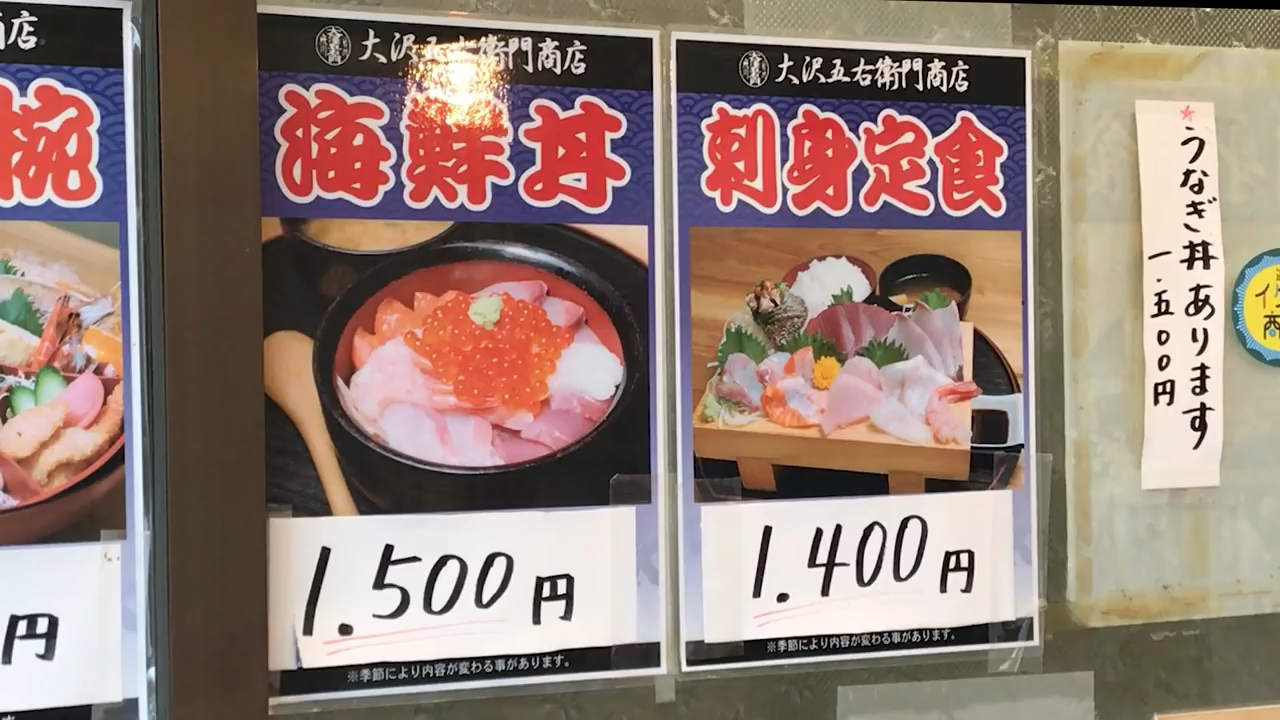 商店
椀
円
大沢五右衛門商店
海鮮丼
1.500円
※季節により内容が変わる事があります。
大沢五右衛門商店
刺身定食
1.400円
※季節により内容が変わる事があります。
うなぎ丼あります
一.五〇〇円